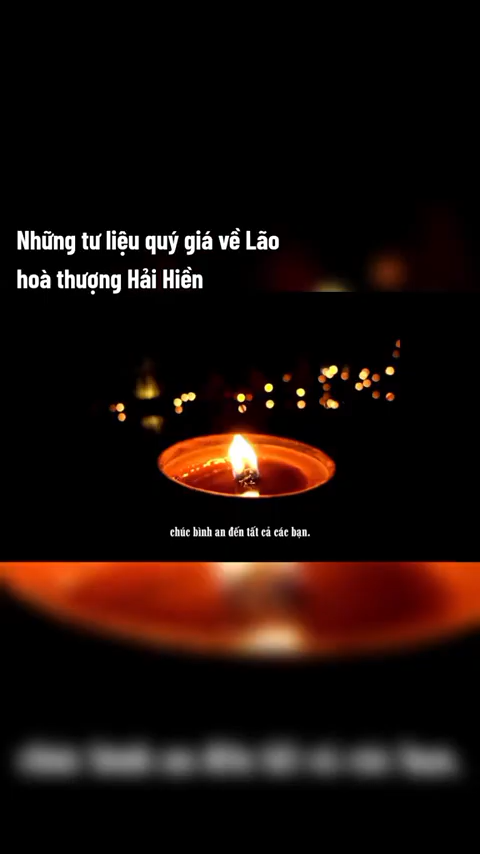 Những tư liệu quý giá về Lão
hoà thượng Hải Hiền
chúc bình an đến tất cả các bạn.